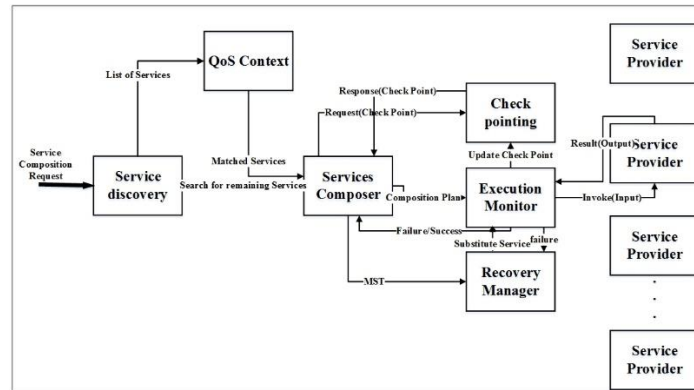 Service
Provider
QoS Context
List of Services
Response(Check Point)
Check
pointing
Request(Check Point)
Service
Composition
Request
Service
Provider
Result(Output)
Matched Services
Update Check Point
Service
discovery
Search for remaining Services
Services
Composer
Composition Plan
Execution
Monitor
Invoke(Input)
Failure/Success
Substitute Service
failure
Service
Provider
MST
Recovery
Manager
Service
Provider